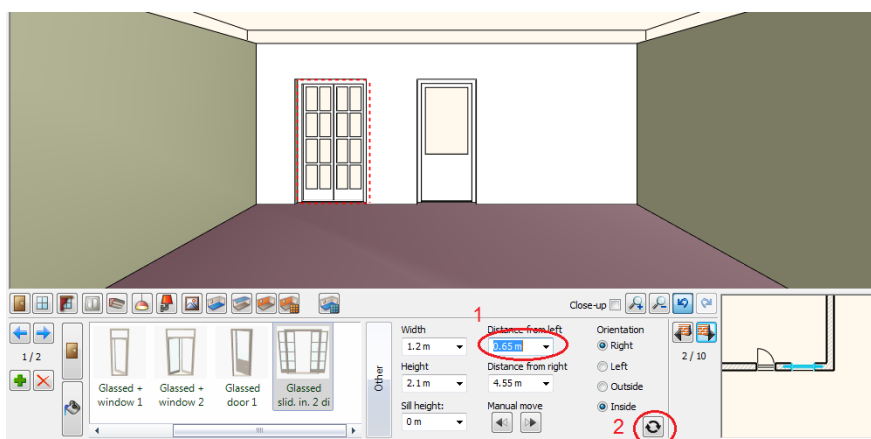 1
Close-up
Width
Distance from left
Orientation
1.2 m
0.65 m
Right
1 / 2
2 / 10
Height
Distance from right
Left
Other
2.1 m
4.55 m
Outside
Glassed +
window 1
Glassed +
window 2
Glassed
door 1
Glassed
slid. in. 2 di
Sill height:
Manual move
Inside
0 m
2